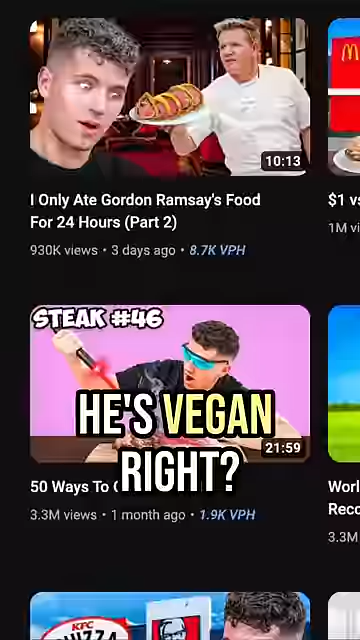 10:13
I Only Ate Gordon Ramsay's Food
For 24 Hours (Part 2)
930K views • 3 days ago • 8.7K VPH
$1 vs
1M vi
STEAK #46
HE'S VEGAN
RIGHT?
21:59
50 Ways To
3.3M views • 1 month ago • 1.9K VPH
Worl
Reco
3.3M
KFC